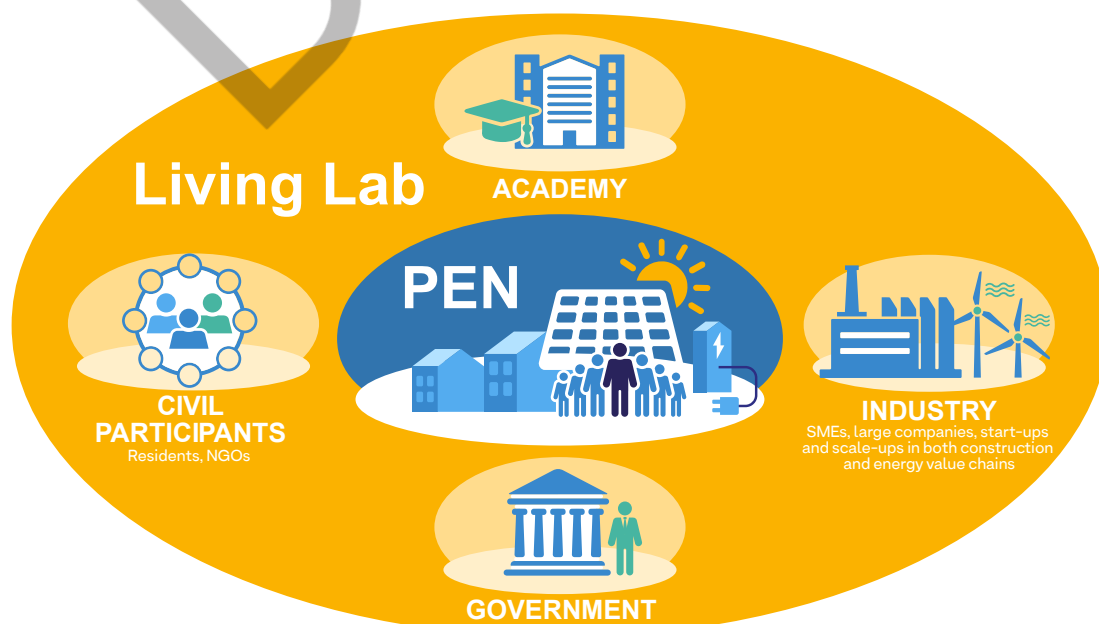 ACADEMY
Living Lab
PEN
CIVIL
PARTICIPANTS
Residents, NGOs
INDUSTRY
SMEs, large companies, start-ups
and scale-ups in both construction
and energy value chains
GOVERNMENT